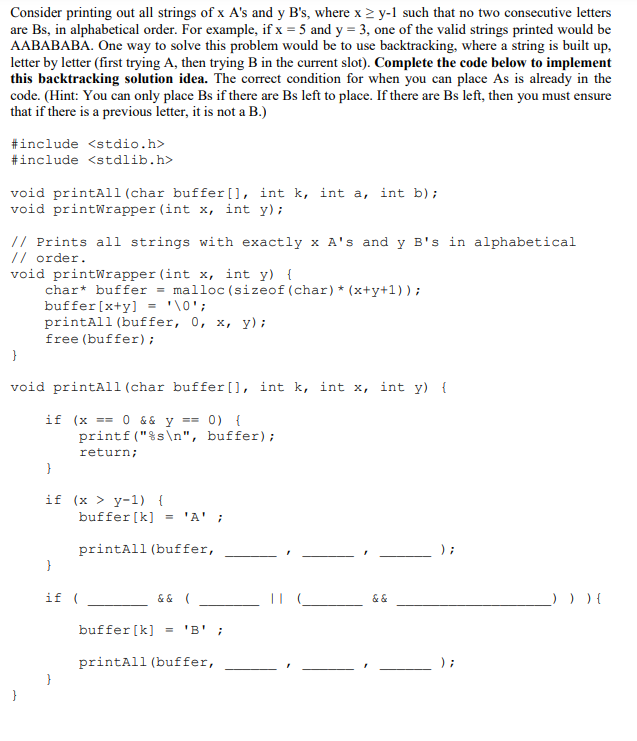 Consider printing out all strings of x A's and y B's, where x ≥ y-1 such that no two consecutive letters
are Bs, in alphabetical order. For example, if x = 5 and y = 3, one of the valid strings printed would be
AABABABA. One way to solve this problem would be to use backtracking, where a string is built up,
letter by letter (first trying A, then trying B in the current slot). Complete the code below to implement
this backtracking solution idea. The correct condition for when you can place As is already in the
code. (Hint: You can only place Bs if there are Bs left to place. If there are Bs left, then you must ensure
that if there is a previous letter, it is not a B.)
#include <stdio.h>
#include <stdlib.h>
void printAll(char buffer[], int k, int a, int b);
void printWrapper(int x, int y);
// Prints all strings with exactly x A's and y B's in alphabetical
// order.
void printWrapper(int x, int y) {
    char* buffer = malloc(sizeof(char)*(x+y+1));
    buffer[x+y] = '\0';
    printAll(buffer, 0, x, y);
    free(buffer);
}
void printAll(char buffer[], int k, int x, int y) {
    if (x == 0 && y == 0) {
        printf("%s\n", buffer);
        return;
    }
    if (x > y-1) {
        buffer[k] = 'A' ;
        printAll(buffer, ______ , ______ , ______ );
    }
    if ( _______ && ( _______ || (_______ && __________________) ) ){
        buffer[k] = 'B' ;
        printAll(buffer, ______ , ______ , ______ );
    }
}